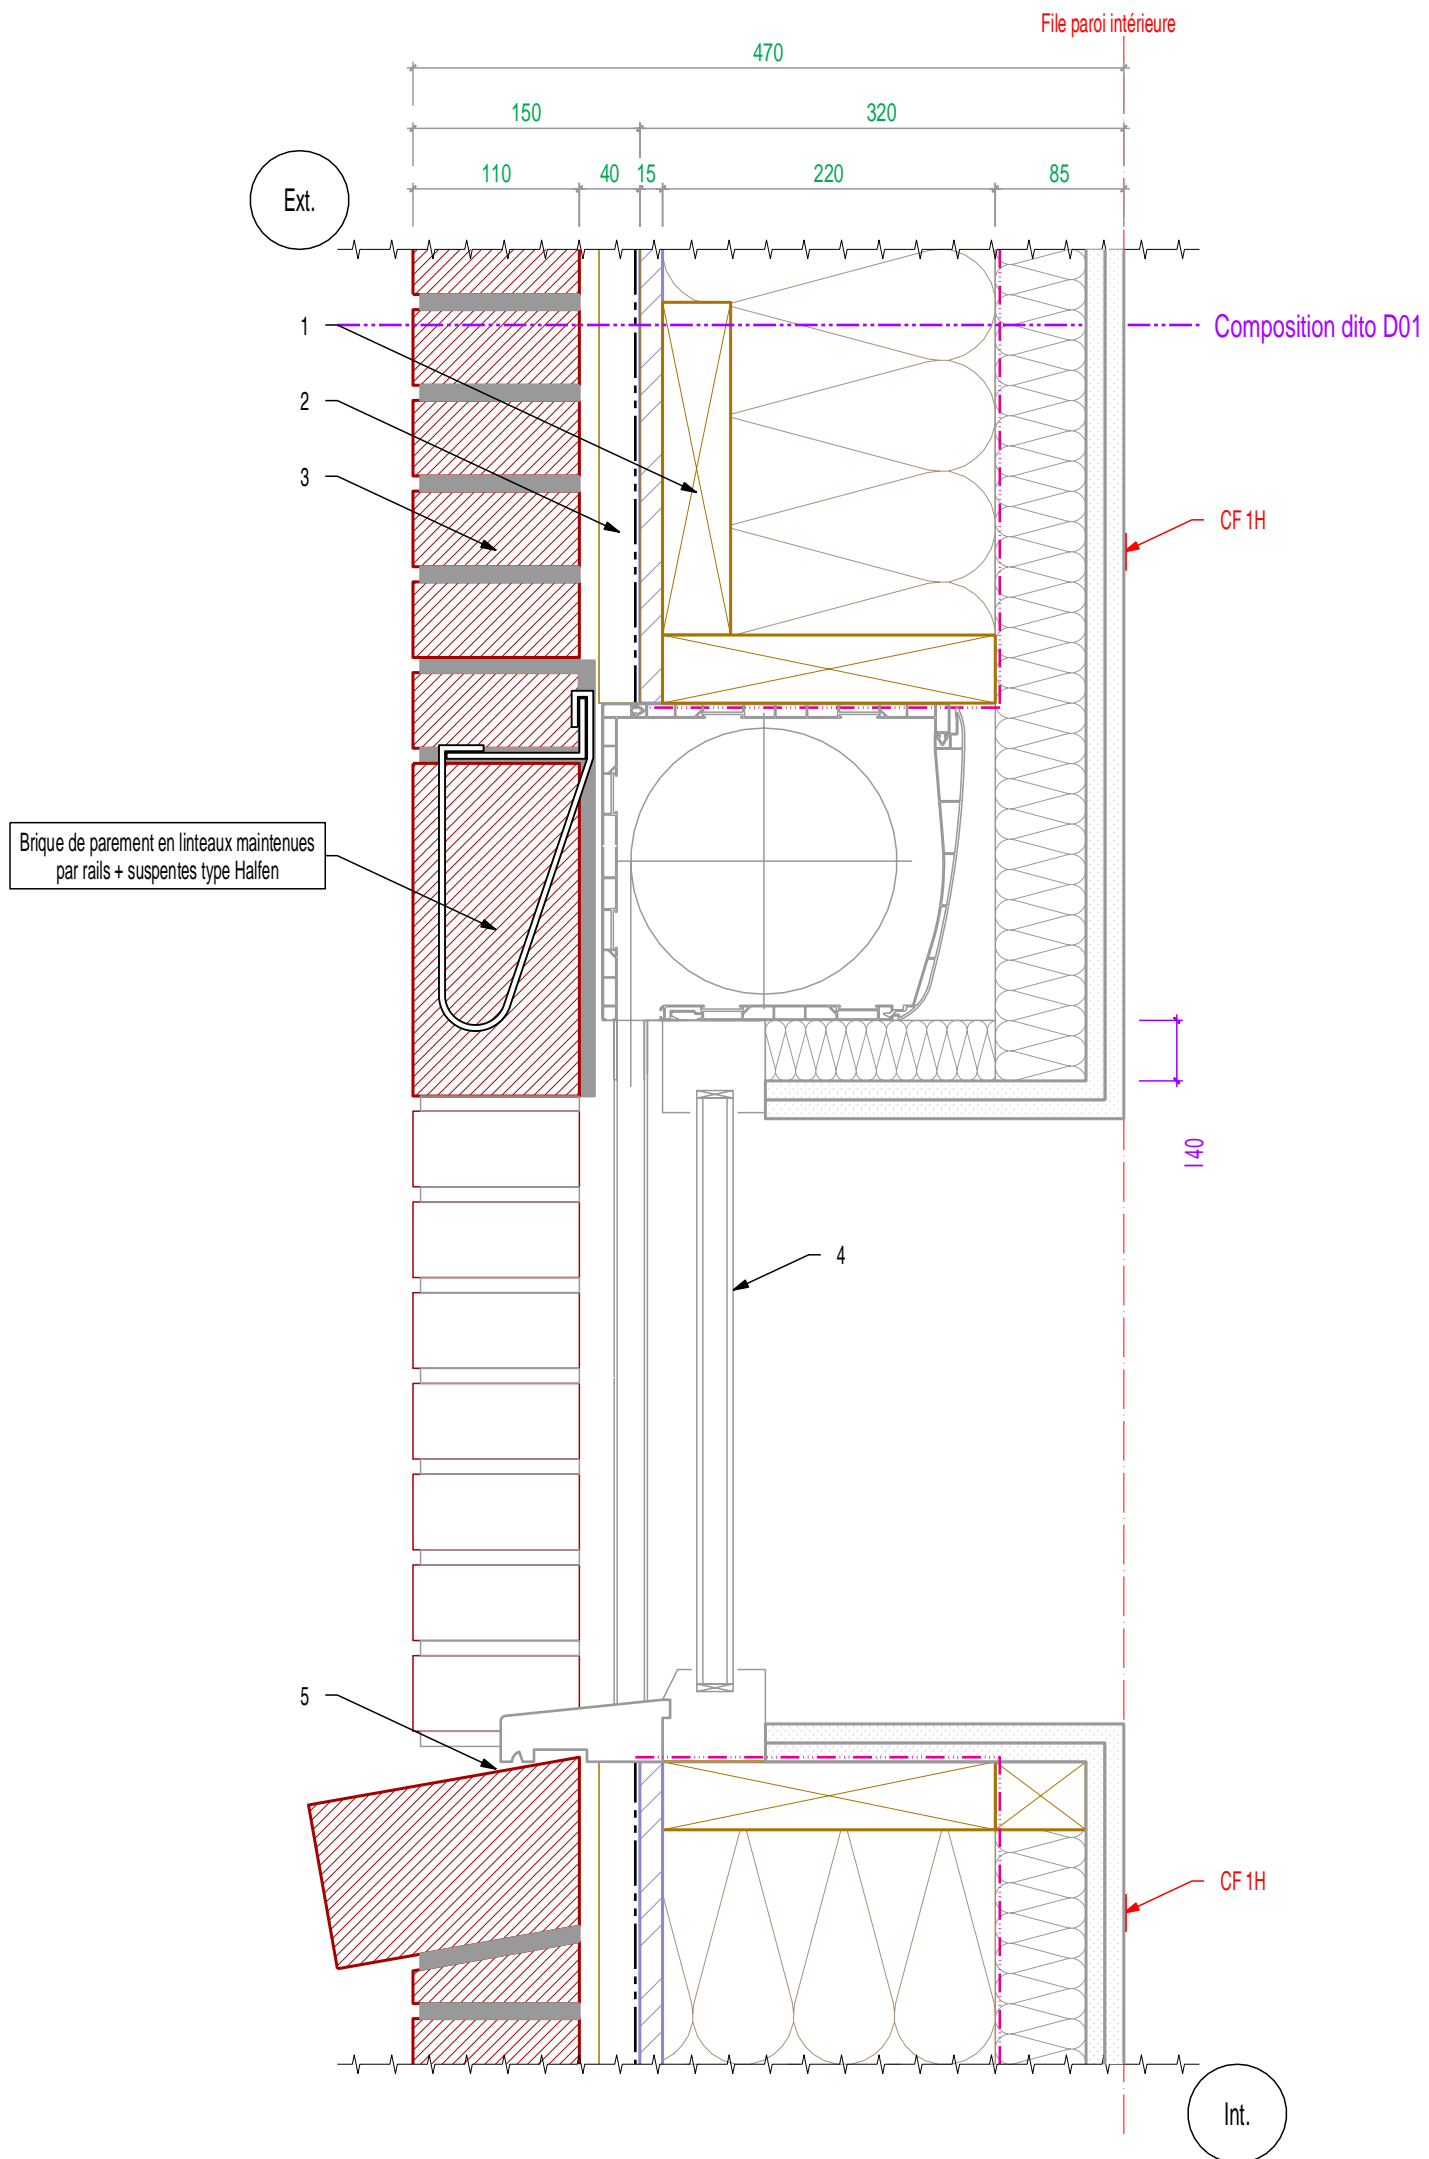 File paroi intérieure
470
150
320
110
40
15
220
85
Ext.
1
Composition dito D01
2
3
CF 1H
Brique de parement en linteaux maintenues
par rails + suspentes type Halfen
I 40
4
5
CF 1H
Int.